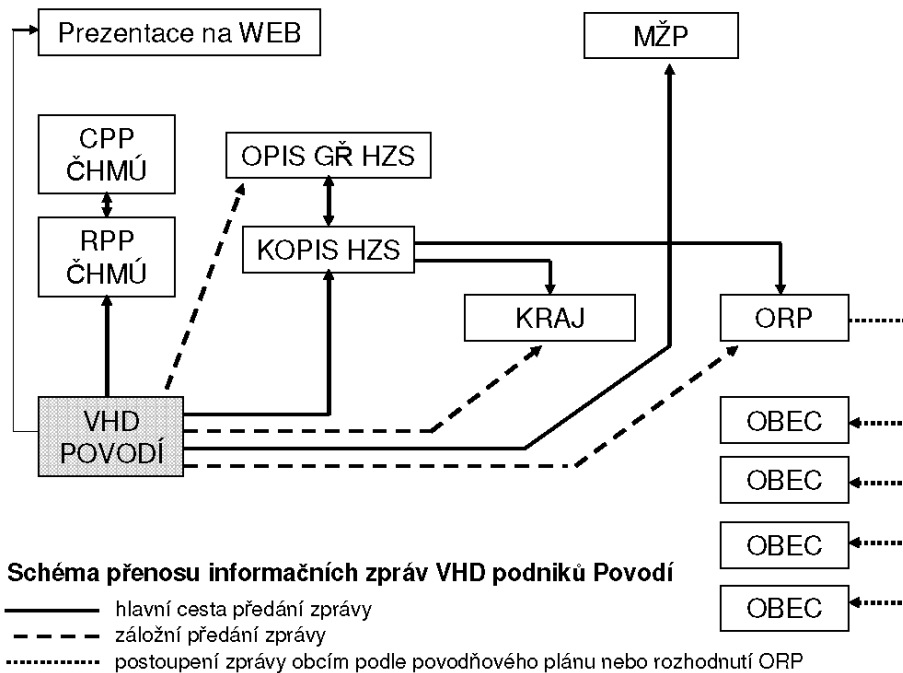 Prezentace na WEB
MŽP
CPP
ČHMÚ
OPIS GŘ HZS
RPP
ČHMÚ
KOPIS HZS
KRAJ
ORP
VHD
POVODÍ
OBEC
OBEC
OBEC
OBEC
Schéma přenosu informačních zpráv VHD podniků Povodí
hlavní cesta předání zprávy
záložní předání zprávy
postoupení zprávy obcím podle povodňového plánu nebo rozhodnutí ORP